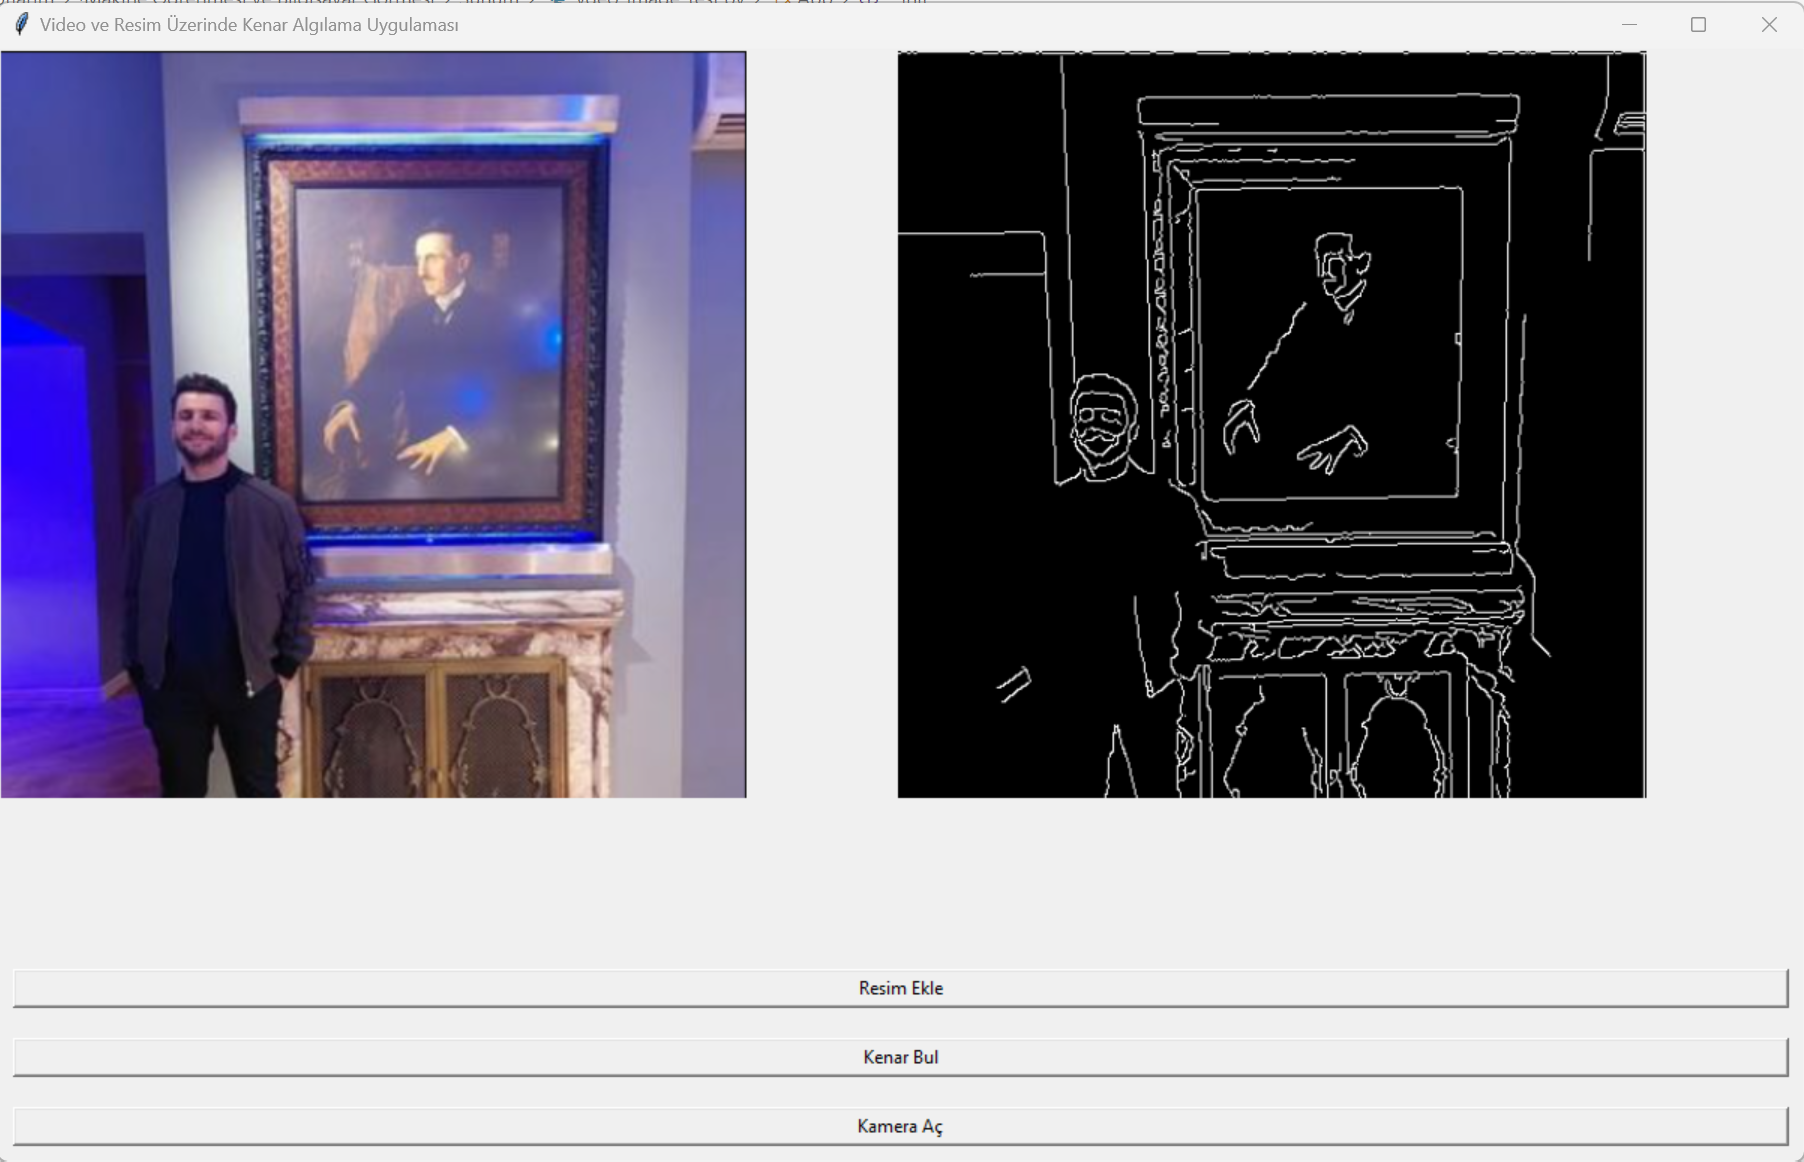 Video ve Resim Üzerinde Kenar Algılama Uygulaması
Resim Ekle
Kenar Bul
Kamera Aç